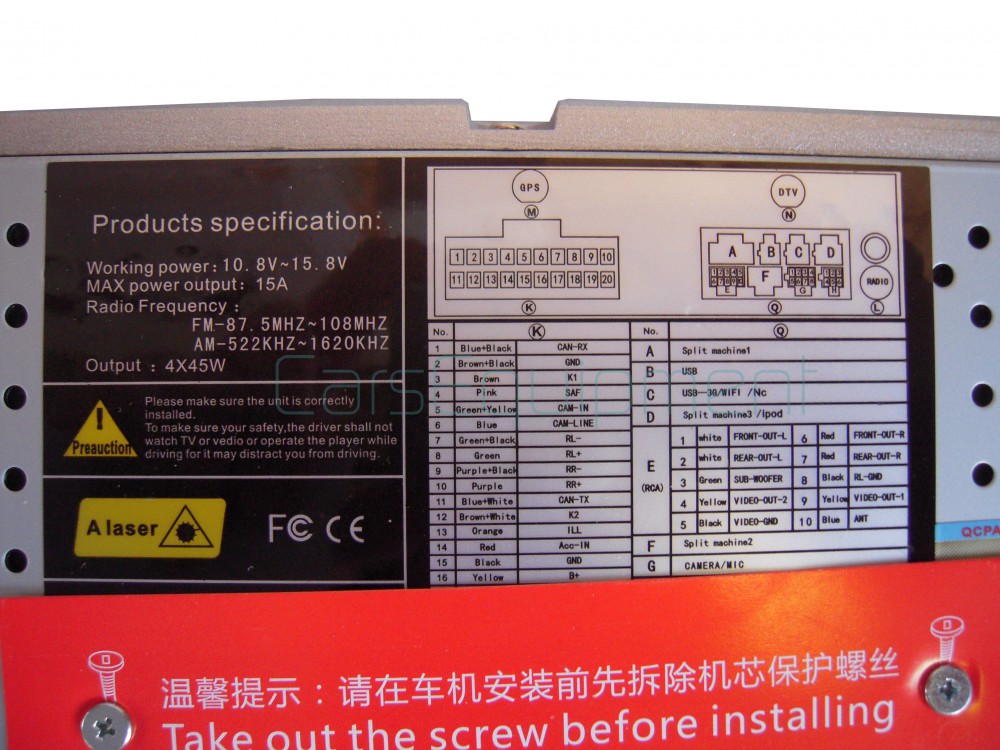 Products specification:
Working power: 10.8V~15.8V
MAX power output: 15A
Radio Frequency :
FM-87.5MHZ~108MHZ
AM-522KHZ~1620KHZ
Output : 4X45W
Preauction
Please make sure the unit is correctly
installed.
To make sure your safety,the driver shall not
watch TV or vedio or operate the player while
driving for it may distract you from driving.
A laser
FC CE
GPS
M
DTV
N
1 2 3 4 5 6 7 8 9 10
11 12 13 14 15 16 17 18 19 20
K
A B C D
1 2 3 4 5
E
F
G
H
Q
RADIO
L
No. K
1 Blue+Black CAN-RX
2 Brown+Black GND
3 Brown K1
4 Pink SAF
5 Green+Yellow CAM-IN
6 Blue CAM-LINE
7 Green+Black RL-
8 Green RL+
9 Purple+Black RR-
10 Purple RR+
11 Blue+White CAN-TX
12 Brown+White K2
13 Orange ILL
14 Red Acc-IN
15 Black GND
16 Yellow B+
No. Q
A Split machine1
B USB
C USB-3G/WIFI /Nc
D Split machine3 /ipod
E (RCA)
1 white FRONT-OUT-L 6 Red FRONT-OUT-R
2 white REAR-OUT-L 7 Red REAR-OUT-R
3 Green SUB-WOOFER 8 Black RL-GND
4 Yellow VIDEO-OUT-2 9 Yellow VIDEO-OUT-1
5 Black VIDEO-GND 10 Blue ANT
F Split machine2
G CAMERA/MIC
QCPA
CarsEquipment
温馨提示：请在车机安装前先拆除机芯保护螺丝
Take out the screw before installing